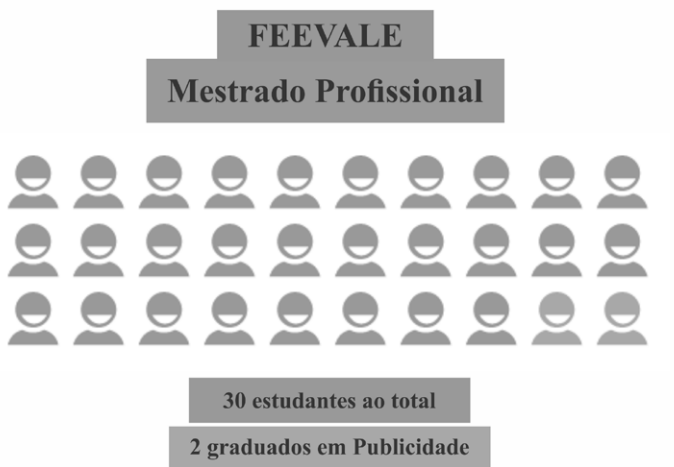 FEEVALE
Mestrado Profissional
30 estudantes ao total
2 graduados em Publicidade